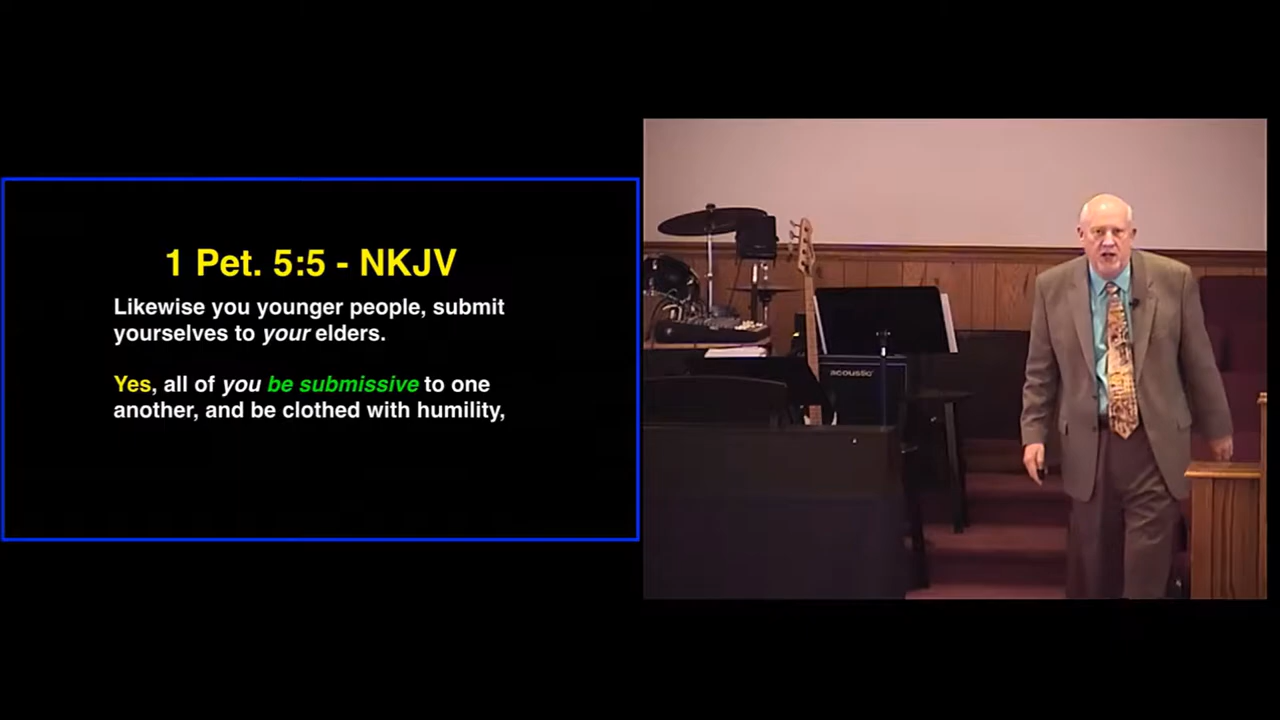 1 Pet. 5:5 - NKJV
Likewise you younger people, submit
yourselves to your elders.
Yes, all of you be submissive to one
another, and be clothed with humility,
acoustic